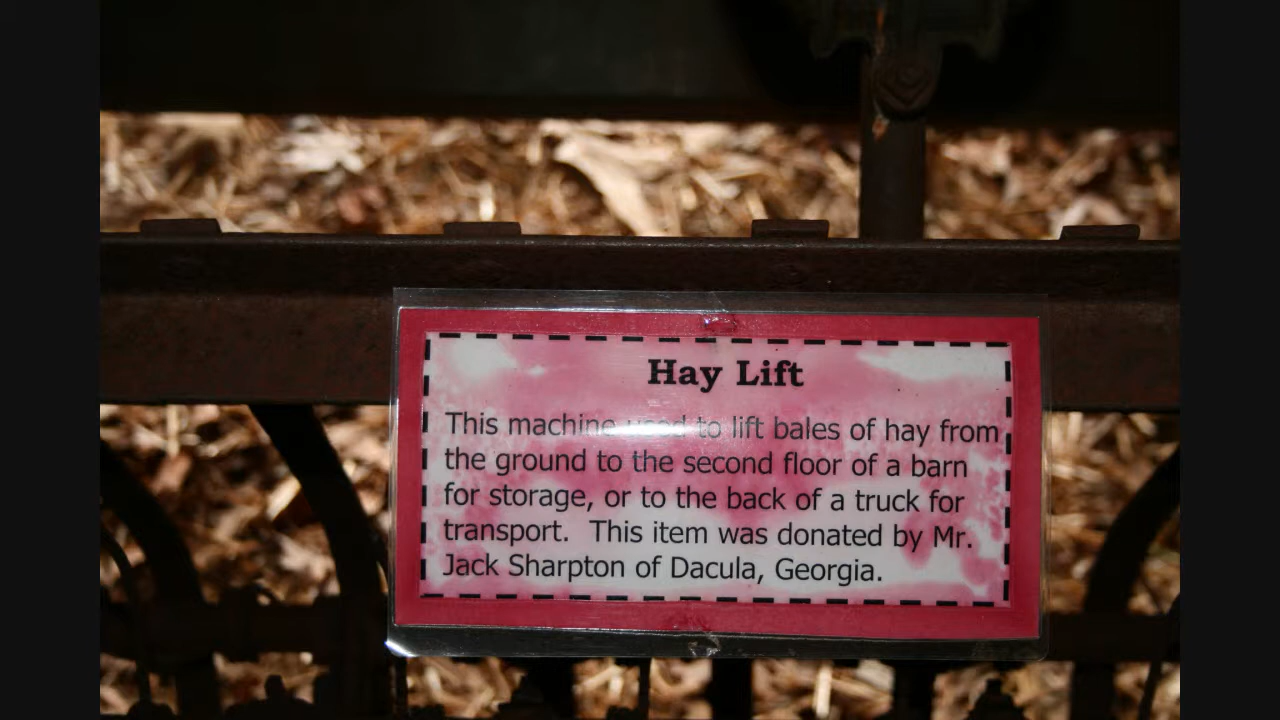 Hay Lift
This machine used to lift bales of hay from
the ground to the second floor of a barn
for storage, or to the back of a truck for
transport. This item was donated by Mr.
Jack Sharpton of Dacula, Georgia.